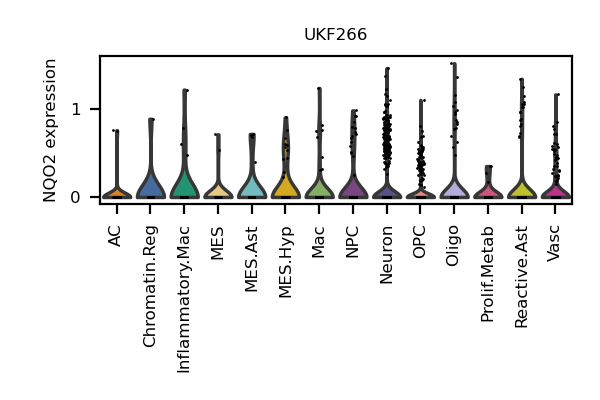 UKF266
NQO2 expression
1
0
AC
Chromatin.Reg
Inflammatory.Mac
MES
MES.Ast
MES.Hyp
Mac
NPC
Neuron
OPC
Oligo
Prolif.Metab
Reactive.Ast
Vasc